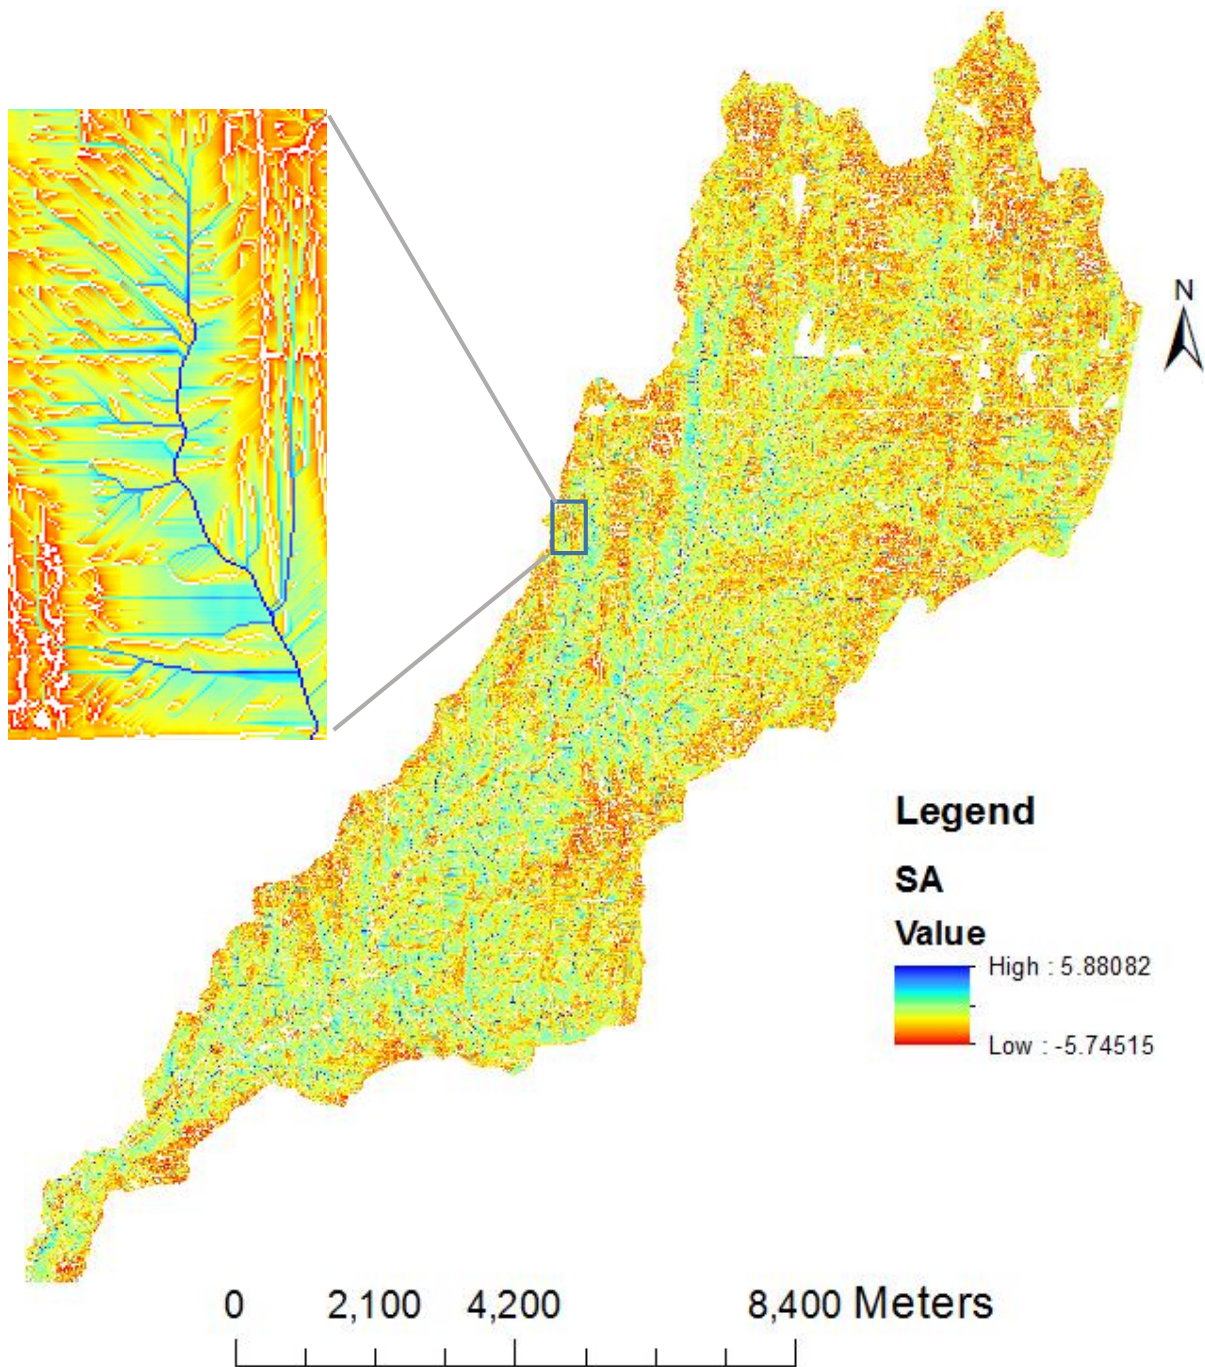 N
Legend
SA
Value
High : 5.88082
Low : -5.74515
0 2,100 4,200 8,400 Meters